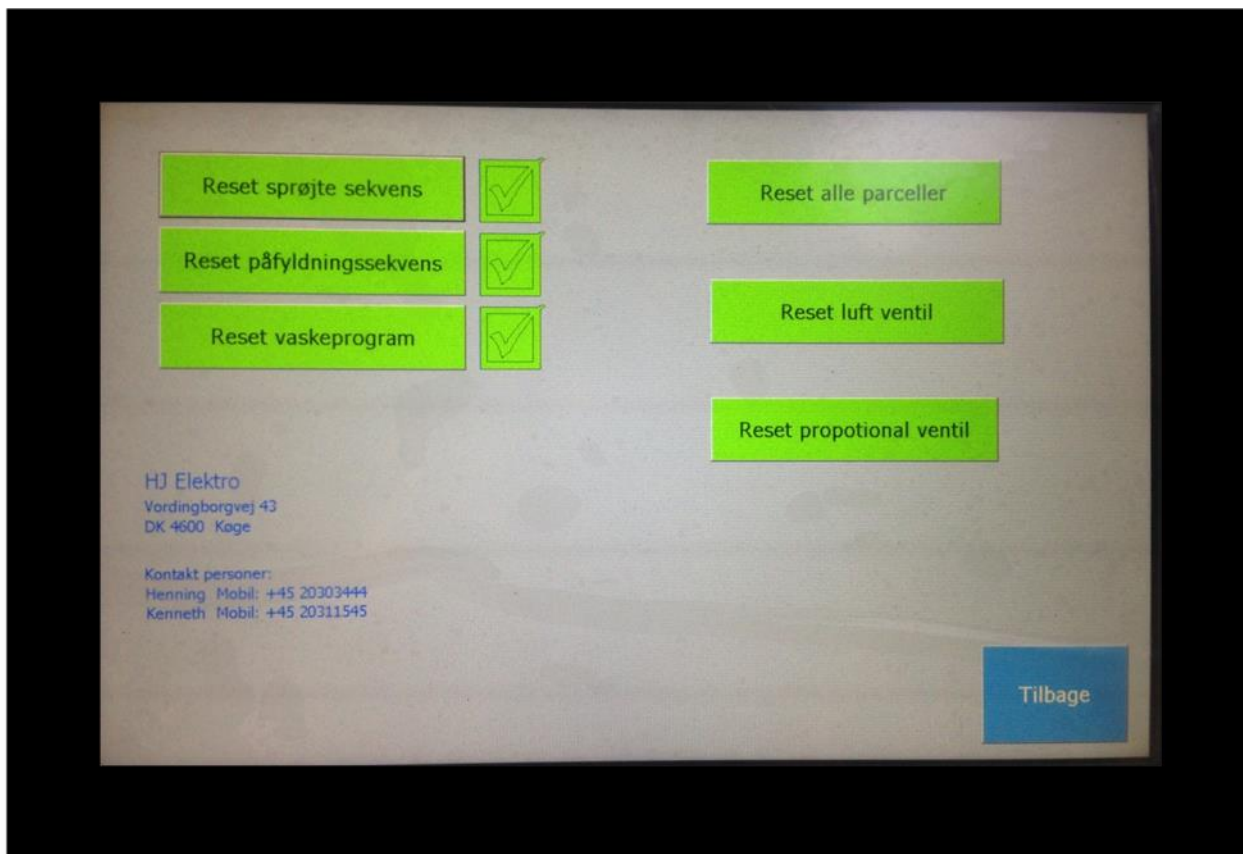 Reset sprøjte sekvens
Reset påfyldningssekvens
Reset vaskeprogram
Reset alle parceller
Reset luft ventil
Reset propotional ventil
HJ Elektro
Vordingborgvej 43
DK 4600 Køge
Kontakt personer:
Henning Mobil: +45 20303444
Kenneth Mobil: +45 20311545
Tilbage